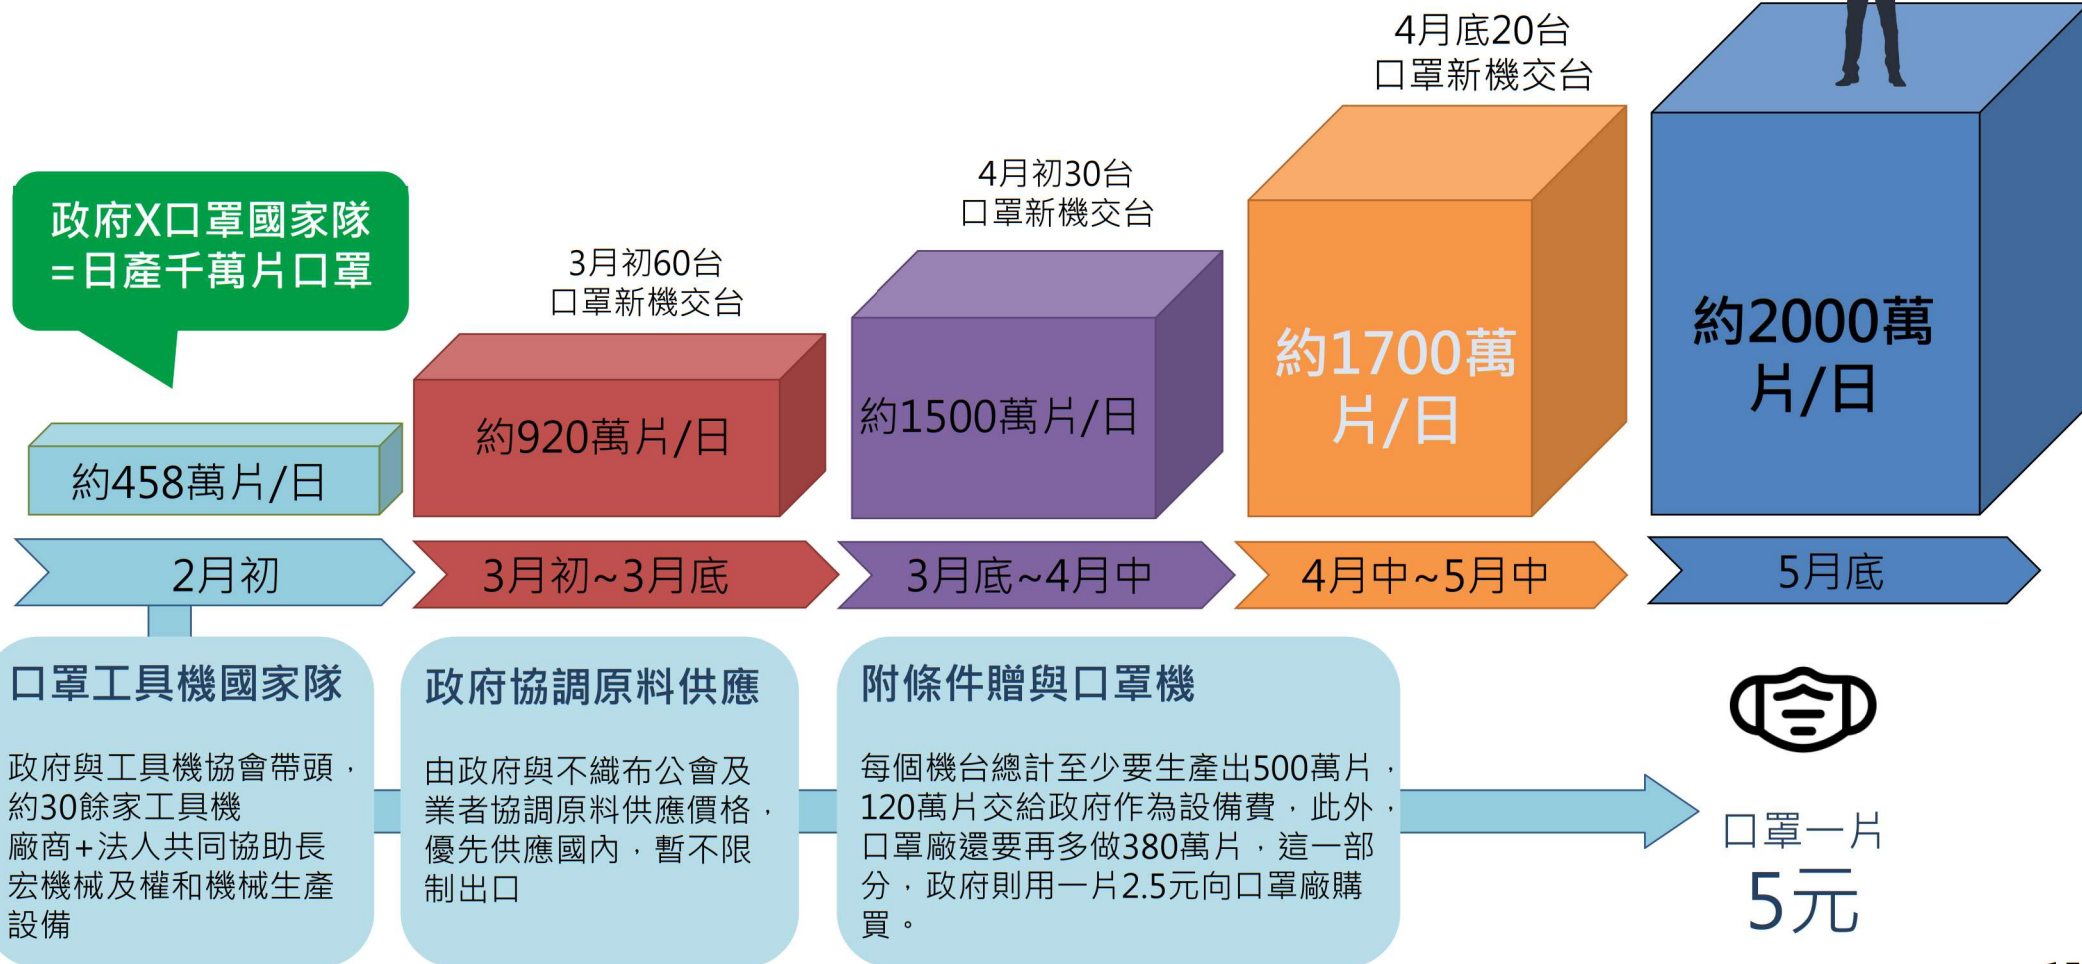 4月底20台
口罩新機交台
4月初30台
口罩新機交台
政府X口罩國家隊
=日產千萬片口罩
3月初60台
口罩新機交台
約458萬片/日
約920萬片/日
約1500萬片/日
約1700萬
片/日
約2000萬
片/日
2月初
3月初~3月底
3月底~4月中
4月中~5月中
5月底
口罩工具機國家隊
政府與工具機協會帶頭，
約30餘家工具機
廠商+法人共同協助長
宏機械及權和機械生產
設備
政府協調原料供應
由政府與不織布公會及
業者協調原料供應價格，
優先供應國內，暫不限
制出口
附條件贈與口罩機
每個機台總計至少要生產出500萬片，
120萬片交給政府作為設備費，此外，
口罩廠還要再多做380萬片，這一部
分，政府則用一片2.5元向口罩廠購
買。
口罩一片
5元